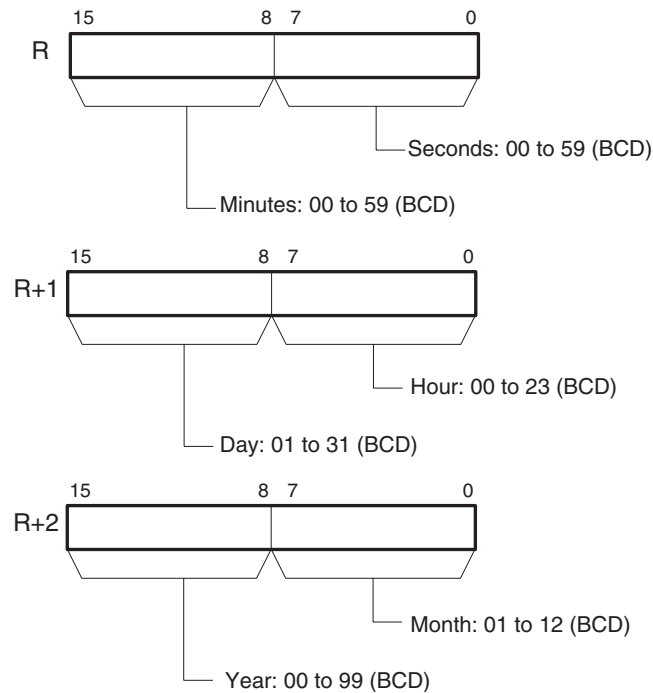 15 8 7 0
R
Seconds: 00 to 59 (BCD)
Minutes: 00 to 59 (BCD)
15 8 7 0
R+1
Hour: 00 to 23 (BCD)
Day: 01 to 31 (BCD)
15 8 7 0
R+2
Month: 01 to 12 (BCD)
Year: 00 to 99 (BCD)